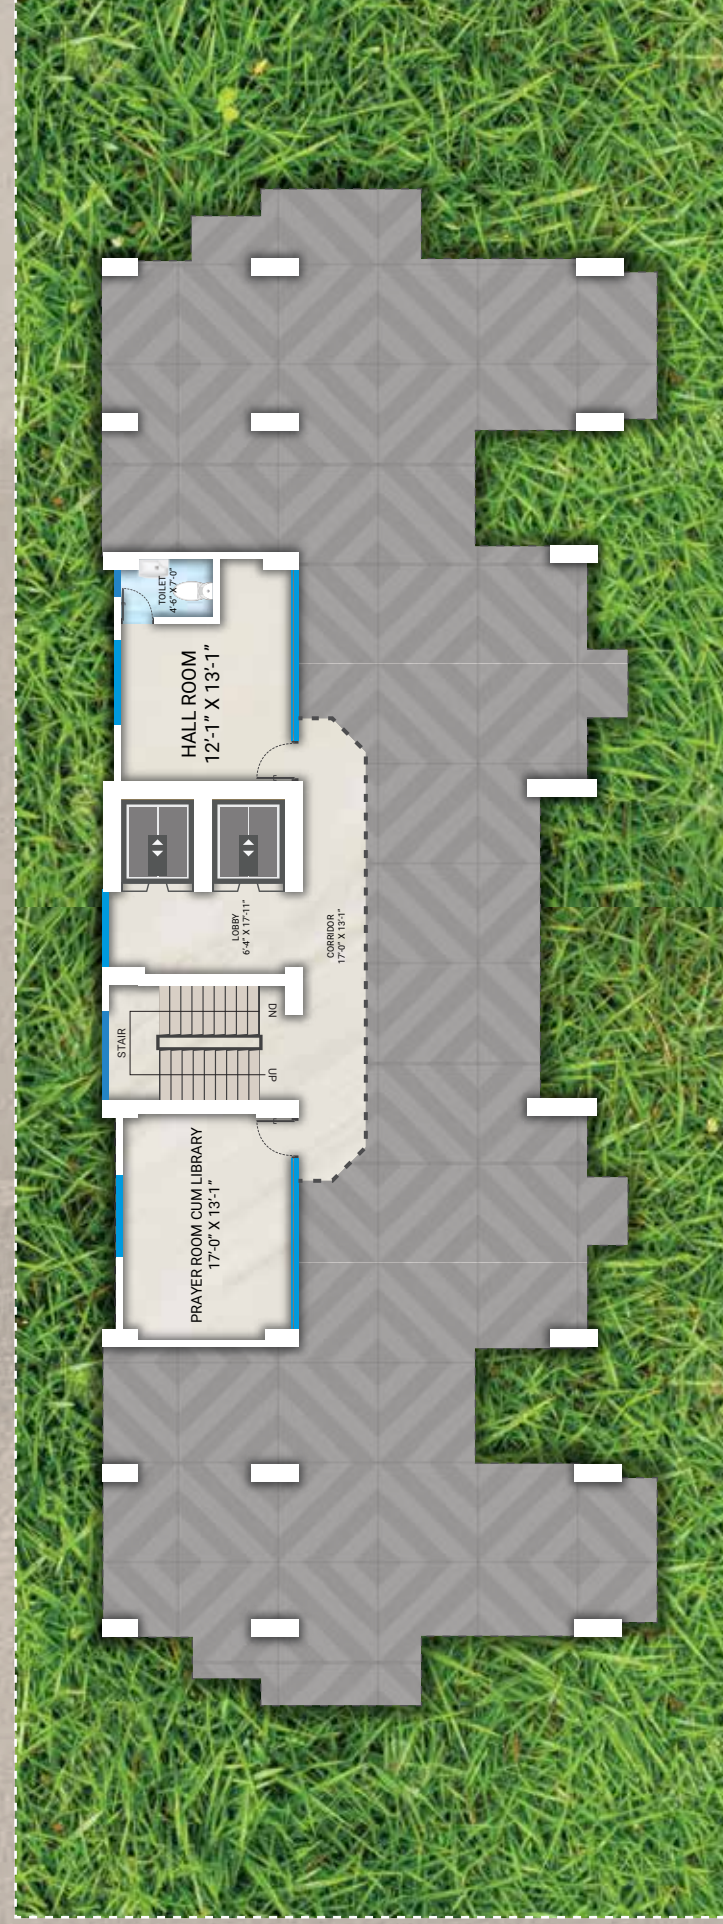 TOILET
4'-6" X 7'-0"
HALL ROOM
12'-1" X 13'-1"
LOBBY
6'-4" X 17'-11"
CORRIDOR
17'-0" X 13'-1"
STAIR
DN
UP
PRAYER ROOM CUM LIBRARY
17'-0" X 13'-1"